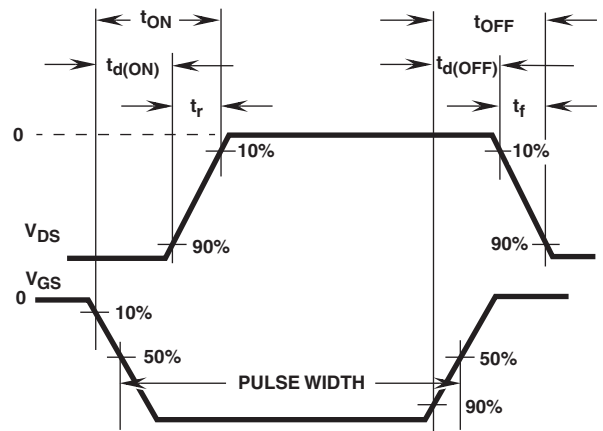 tON tOFF
td(ON) td(OFF)
tr tf
0
10% 10%
VDS 90% 90%
VGS
0
10%
50% 50%
PULSE WIDTH
90%